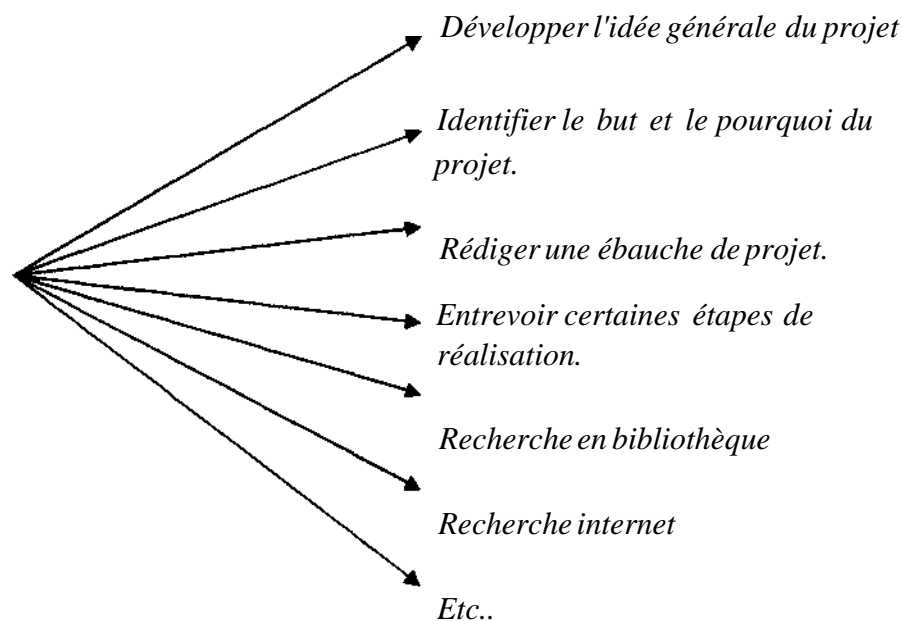 Développer l'idée générale du projet
Identifier le but et le pourquoi du
projet.
Rédiger une ébauche de projet.
Entrevoir certaines étapes de
réalisation.
Recherche en bibliothèque
Recherche internet
Etc..